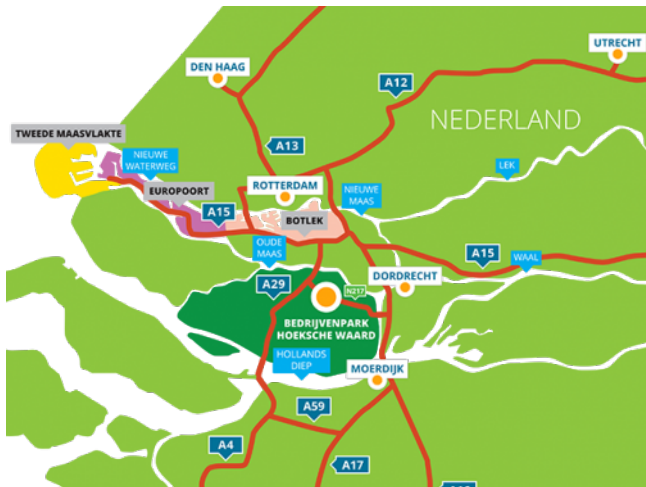 UTRECHT
DEN HAAG
A12
NEDERLAND
TWEEDE MAASVLAKTE
A13
NIEUWE
WATERWEG
LEK
EUROPOORT
ROTTERDAM
NIEUWE
MAAS
A15
BOTLEK
OUDE
MAAS
A15
WAAL
DORDRECHT
A29
N217
BEDRIJVENPARK
HOEKSCHE WAARD
HOLLANDS
DIEP
MOERDIJK
A59
A4
A17